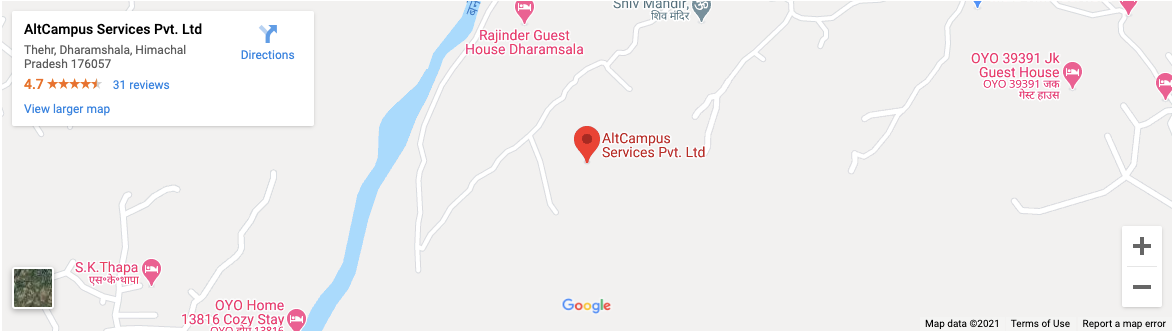 AltCampus Services Pvt. Ltd
Thehr, Dharamshala, Himachal
Pradesh 176057
4.7
31 reviews
View larger map
Directions
Rajinder Guest
House Dharamsala
Shiv Mandir,
शिव मंदिर
OYO 39391 Jk
Guest House
OYO 39391 जक
गेस्ट हाउस
AltCampus
Services Pvt. Ltd
S.K.Thapa
एस॰के॰थापा
OYO Home
13816 Cozy Stay
OYO होम 13816
Google
Map data ©2021
Terms of Use
Report a map error